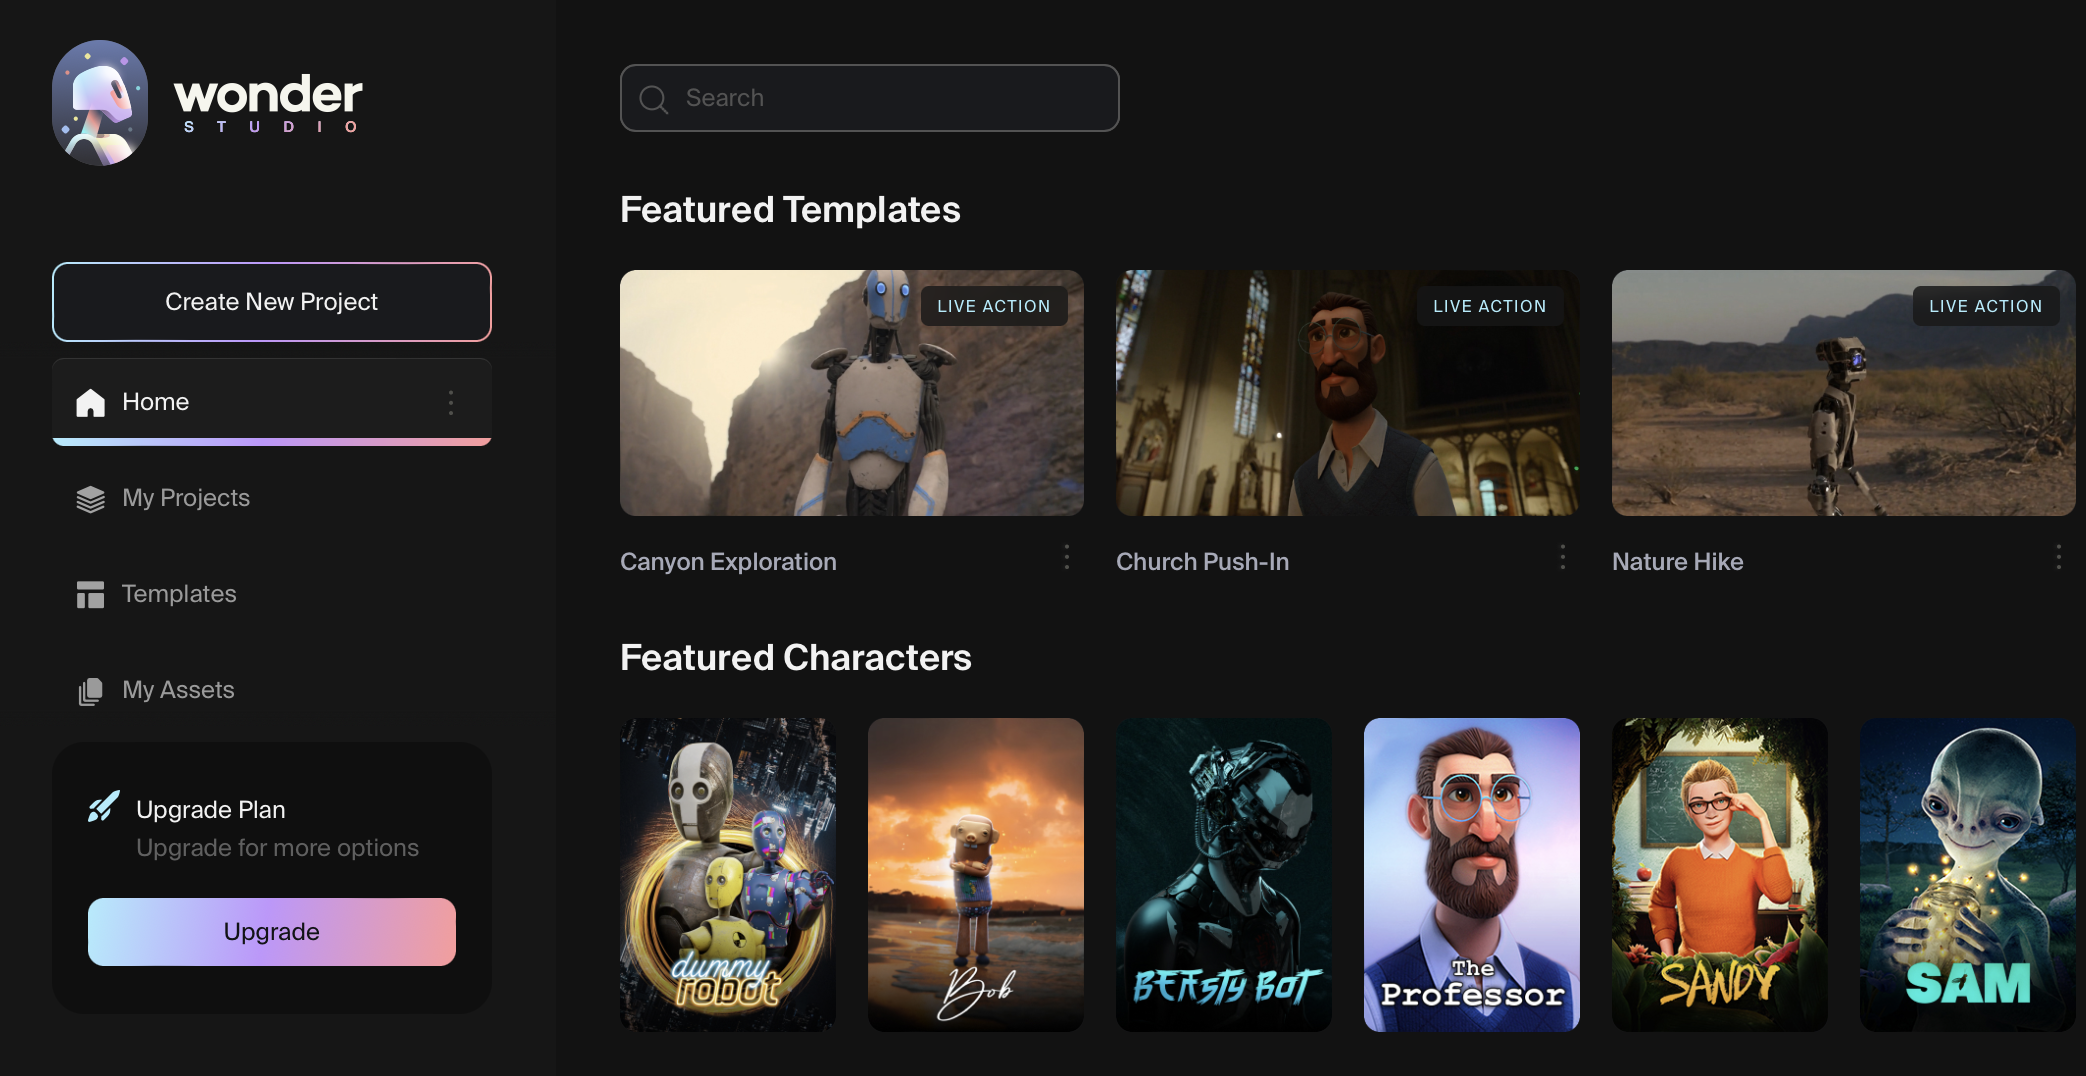 wonder
STUDIO
Create New Project
Home
My Projects
Templates
My Assets
Upgrade Plan
Upgrade for more options
Upgrade
Search
Featured Templates
LIVE ACTION
LIVE ACTION
LIVE ACTION
Canyon Exploration
Church Push-In
Nature Hike
Featured Characters
dummy
robot
Bob
BEASTY BOT
The
Professor
SANDY
SAM